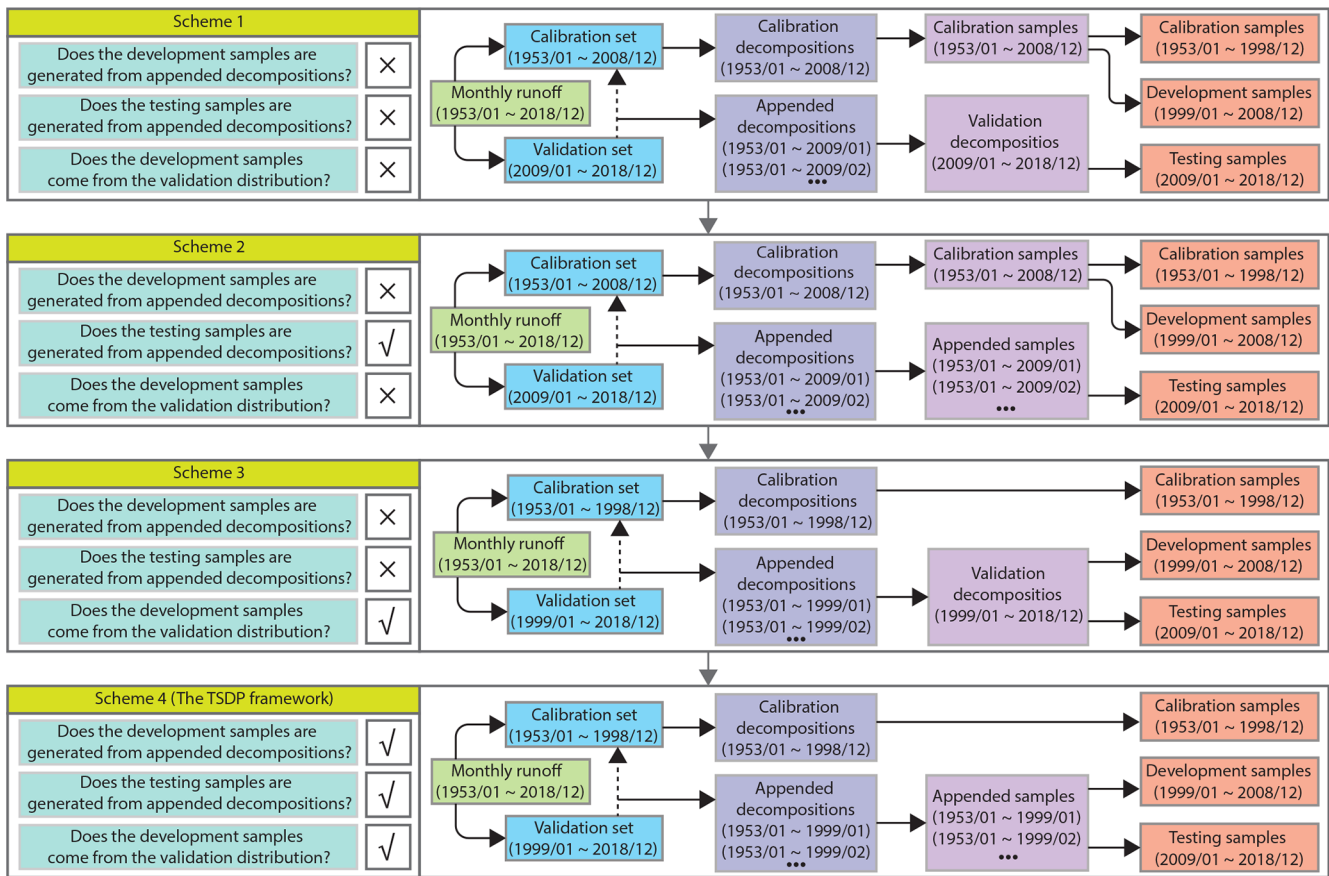 Scheme 1
Does the development samples are
generated from appended decompositions?
×
Does the testing samples are
generated from appended decompositions?
×
Does the development samples
come from the validation distribution?
×
Monthly runoff
(1953/01 ~ 2018/12)
Calibration set
(1953/01 ~ 2008/12)
Validation set
(2009/01 ~ 2018/12)
Calibration
decompositions
(1953/01 ~ 2008/12)
Appended
decompositions
(1953/01 ~ 2009/01)
(1953/01 ~ 2009/02)
•••
Calibration samples
(1953/01 ~ 2008/12)
Validation
decompositios
(2009/01 ~ 2018/12)
Calibration samples
(1953/01 ~ 1998/12)
Development samples
(1999/01 ~ 2008/12)
Testing samples
(2009/01 ~ 2018/12)
Scheme 2
Does the development samples are
generated from appended decompositions?
×
Does the testing samples are
generated from appended decompositions?
√
Does the development samples
come from the validation distribution?
×
Monthly runoff
(1953/01 ~ 2018/12)
Calibration set
(1953/01 ~ 2008/12)
Validation set
(2009/01 ~ 2018/12)
Calibration
decompositions
(1953/01 ~ 2008/12)
Appended
decompositions
(1953/01 ~ 2009/01)
(1953/01 ~ 2009/02)
•••
Calibration samples
(1953/01 ~ 2008/12)
Appended samples
(1953/01 ~ 2009/01)
(1953/01 ~ 2009/02)
•••
Calibration samples
(1953/01 ~ 1998/12)
Development samples
(1999/01 ~ 2008/12)
Testing samples
(2009/01 ~ 2018/12)
Scheme 3
Does the development samples are
generated from appended decompositions?
×
Does the testing samples are
generated from appended decompositions?
×
Does the development samples
come from the validation distribution?
√
Monthly runoff
(1953/01 ~ 2018/12)
Calibration set
(1953/01 ~ 1998/12)
Validation set
(1999/01 ~ 2018/12)
Calibration
decompositions
(1953/01 ~ 1998/12)
Appended
decompositions
(1953/01 ~ 1999/01)
(1953/01 ~ 1999/02)
•••
Validation
decompositios
(1999/01 ~ 2018/12)
Calibration samples
(1953/01 ~ 1998/12)
Development samples
(1999/01 ~ 2008/12)
Testing samples
(2009/01 ~ 2018/12)
Scheme 4 (The TSDP framework)
Does the development samples are
generated from appended decompositions?
√
Does the testing samples are
generated from appended decompositions?
√
Does the development samples
come from the validation distribution?
√
Monthly runoff
(1953/01 ~ 2018/12)
Calibration set
(1953/01 ~ 1998/12)
Validation set
(1999/01 ~ 2018/12)
Calibration
decompositions
(1953/01 ~ 1998/12)
Appended
decompositions
(1953/01 ~ 1999/01)
(1953/01 ~ 1999/02)
•••
Appended samples
(1953/01 ~ 1999/01)
(1953/01 ~ 1999/02)
•••
Calibration samples
(1953/01 ~ 1998/12)
Development samples
(1999/01 ~ 2008/12)
Testing samples
(2009/01 ~ 2018/12)